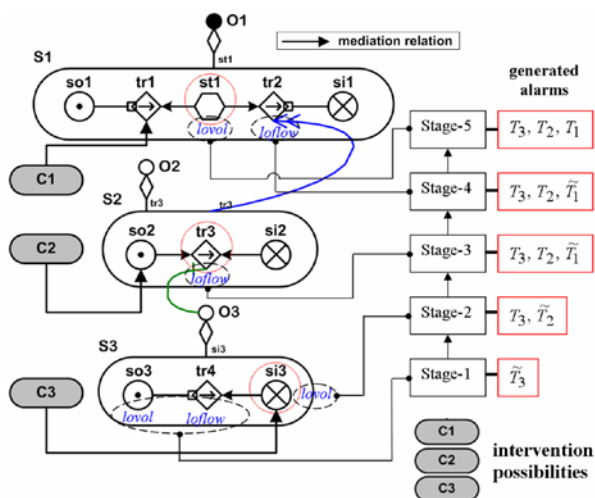 O1
mediation relation
S1
st1
so1 tr1 st1 tr2 si1
lovol loflow
generated
alarms
Stage-5 T3, T2, T1
C1
O2
S2
tr3 tr3
Stage-4 T3, T2, T̃1
so2 tr3 si2
C2
loflow
Stage-3 T3, T2, T̃1
O3
S3
si3
Stage-2 T3, T̃2
so3 tr4 si3
lovol
C3
lovol loflow
Stage-1 T̃3
C1
C2
C3
intervention
possibilities